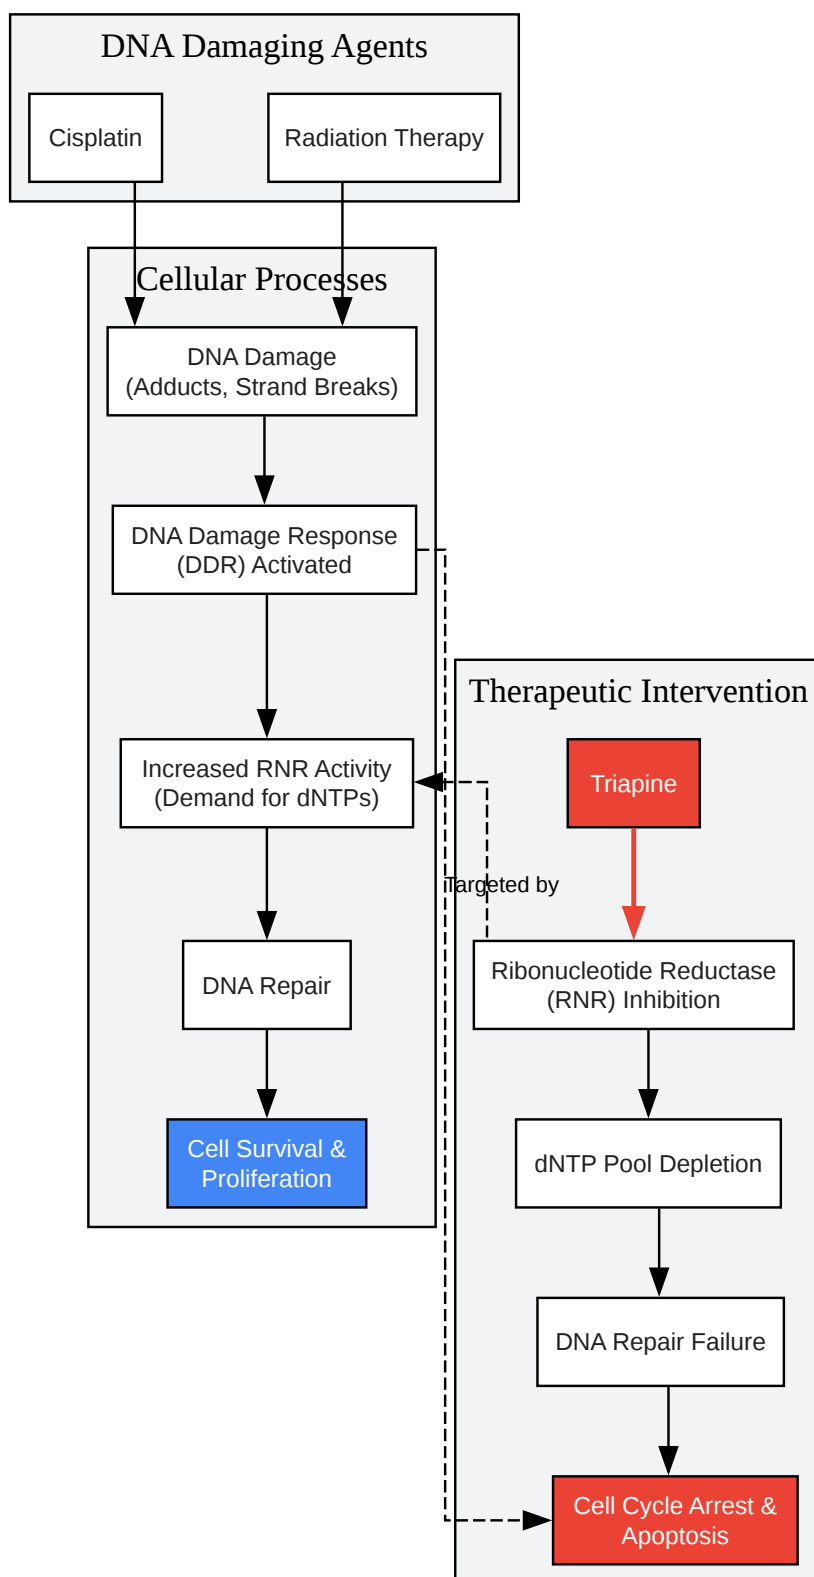 DNA Damaging Agents
Cisplatin
Radiation Therapy
Cellular Processes
DNA Damage
(Adducts, Strand Breaks)
DNA Damage Response
(DDR) Activated
Increased RNR Activity
(Demand for dNTPs)
DNA Repair
Cell Survival &
Proliferation
Therapeutic Intervention
Triapine
Targeted by
Ribonucleotide Reductase
(RNR) Inhibition
dNTP Pool Depletion
DNA Repair Failure
Cell Cycle Arrest &
Apoptosis